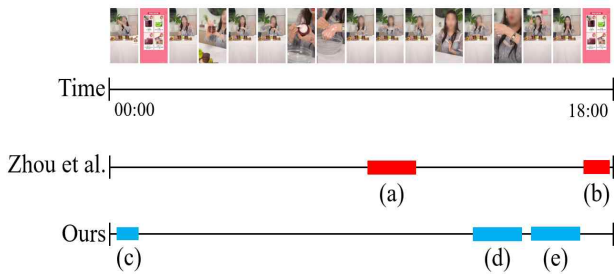 Time
00:00 18:00
Zhou et al.
(a) (b)
Ours
(c) (d) (e)